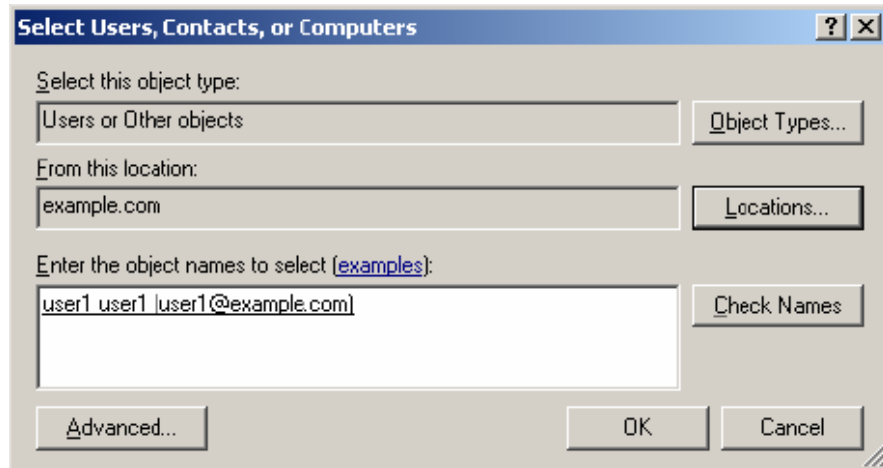 Select Users, Contacts, or Computers
Select this object type:
Users or Other objects
Object Types...
From this location:
example.com
Locations...
Enter the object names to select (examples):
user1 user1 |user1@example.com)
Check Names
Advanced...
OK
Cancel